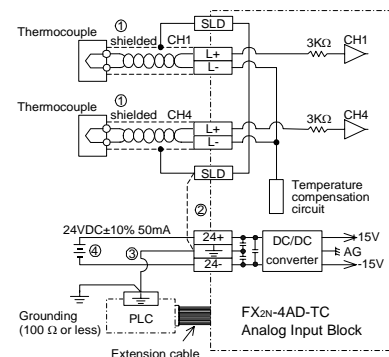 Thermocouple
①
shielded
SLD
CH1
L+
L-
3KΩ
CH1
Thermocouple
①
shielded
CH4
L+
L-
3KΩ
CH4
SLD
②
Temperature
compensation
circuit
24VDC±10% 50mA
④
③
24+
24-
DC/DC
converter
+15V
AG
-15V
Grounding
(100 Ω or less)
PLC
FX2N-4AD-TC
Analog Input Block
Extension cable